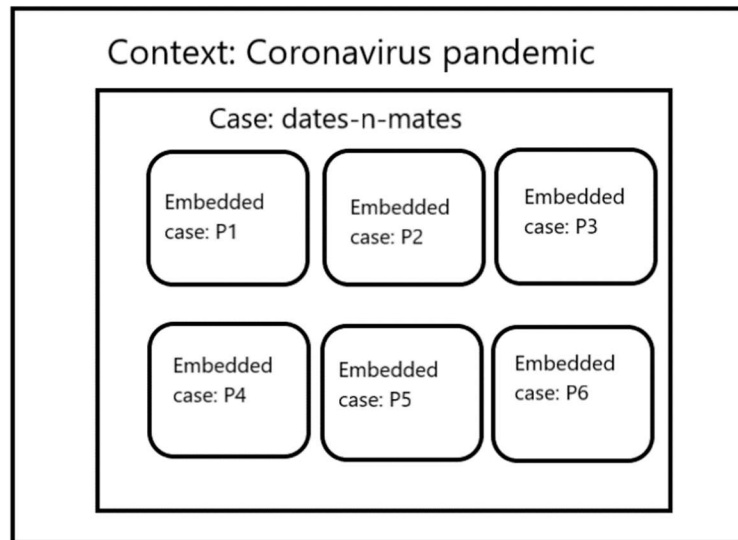 Context: Coronavirus pandemic
Case: dates-n-mates
Embedded
case: P1
Embedded
case: P2
Embedded
case: P3
Embedded
case: P4
Embedded
case: P5
Embedded
case: P6